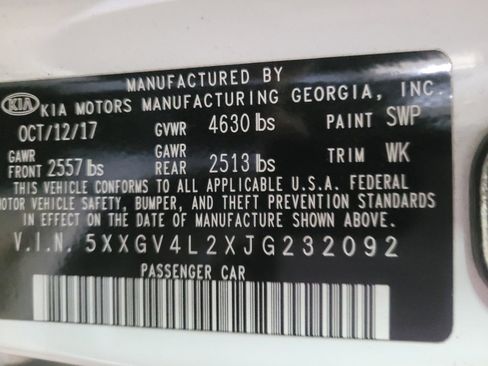 MANUFACTURED BY
KIA KIA MOTORS MANUFACTURING GEORGIA, INC.
OCT/12/17 GVWR 4630 lbs PAINT SWP
GAWR FRONT 2557 lbs GAWR REAR 2513 lbs TRIM WK
THIS VEHICLE CONFORMS TO ALL APPLICABLE U.S.A. FEDERAL
MOTOR VEHICLE SAFETY, BUMPER, AND THEFT PREVENTION STANDARDS
IN EFFECT ON THE DATE OF MANUFACTURE SHOWN ABOVE.
V.I.N. 5XXGV4L2XJG232092
PASSENGER CAR